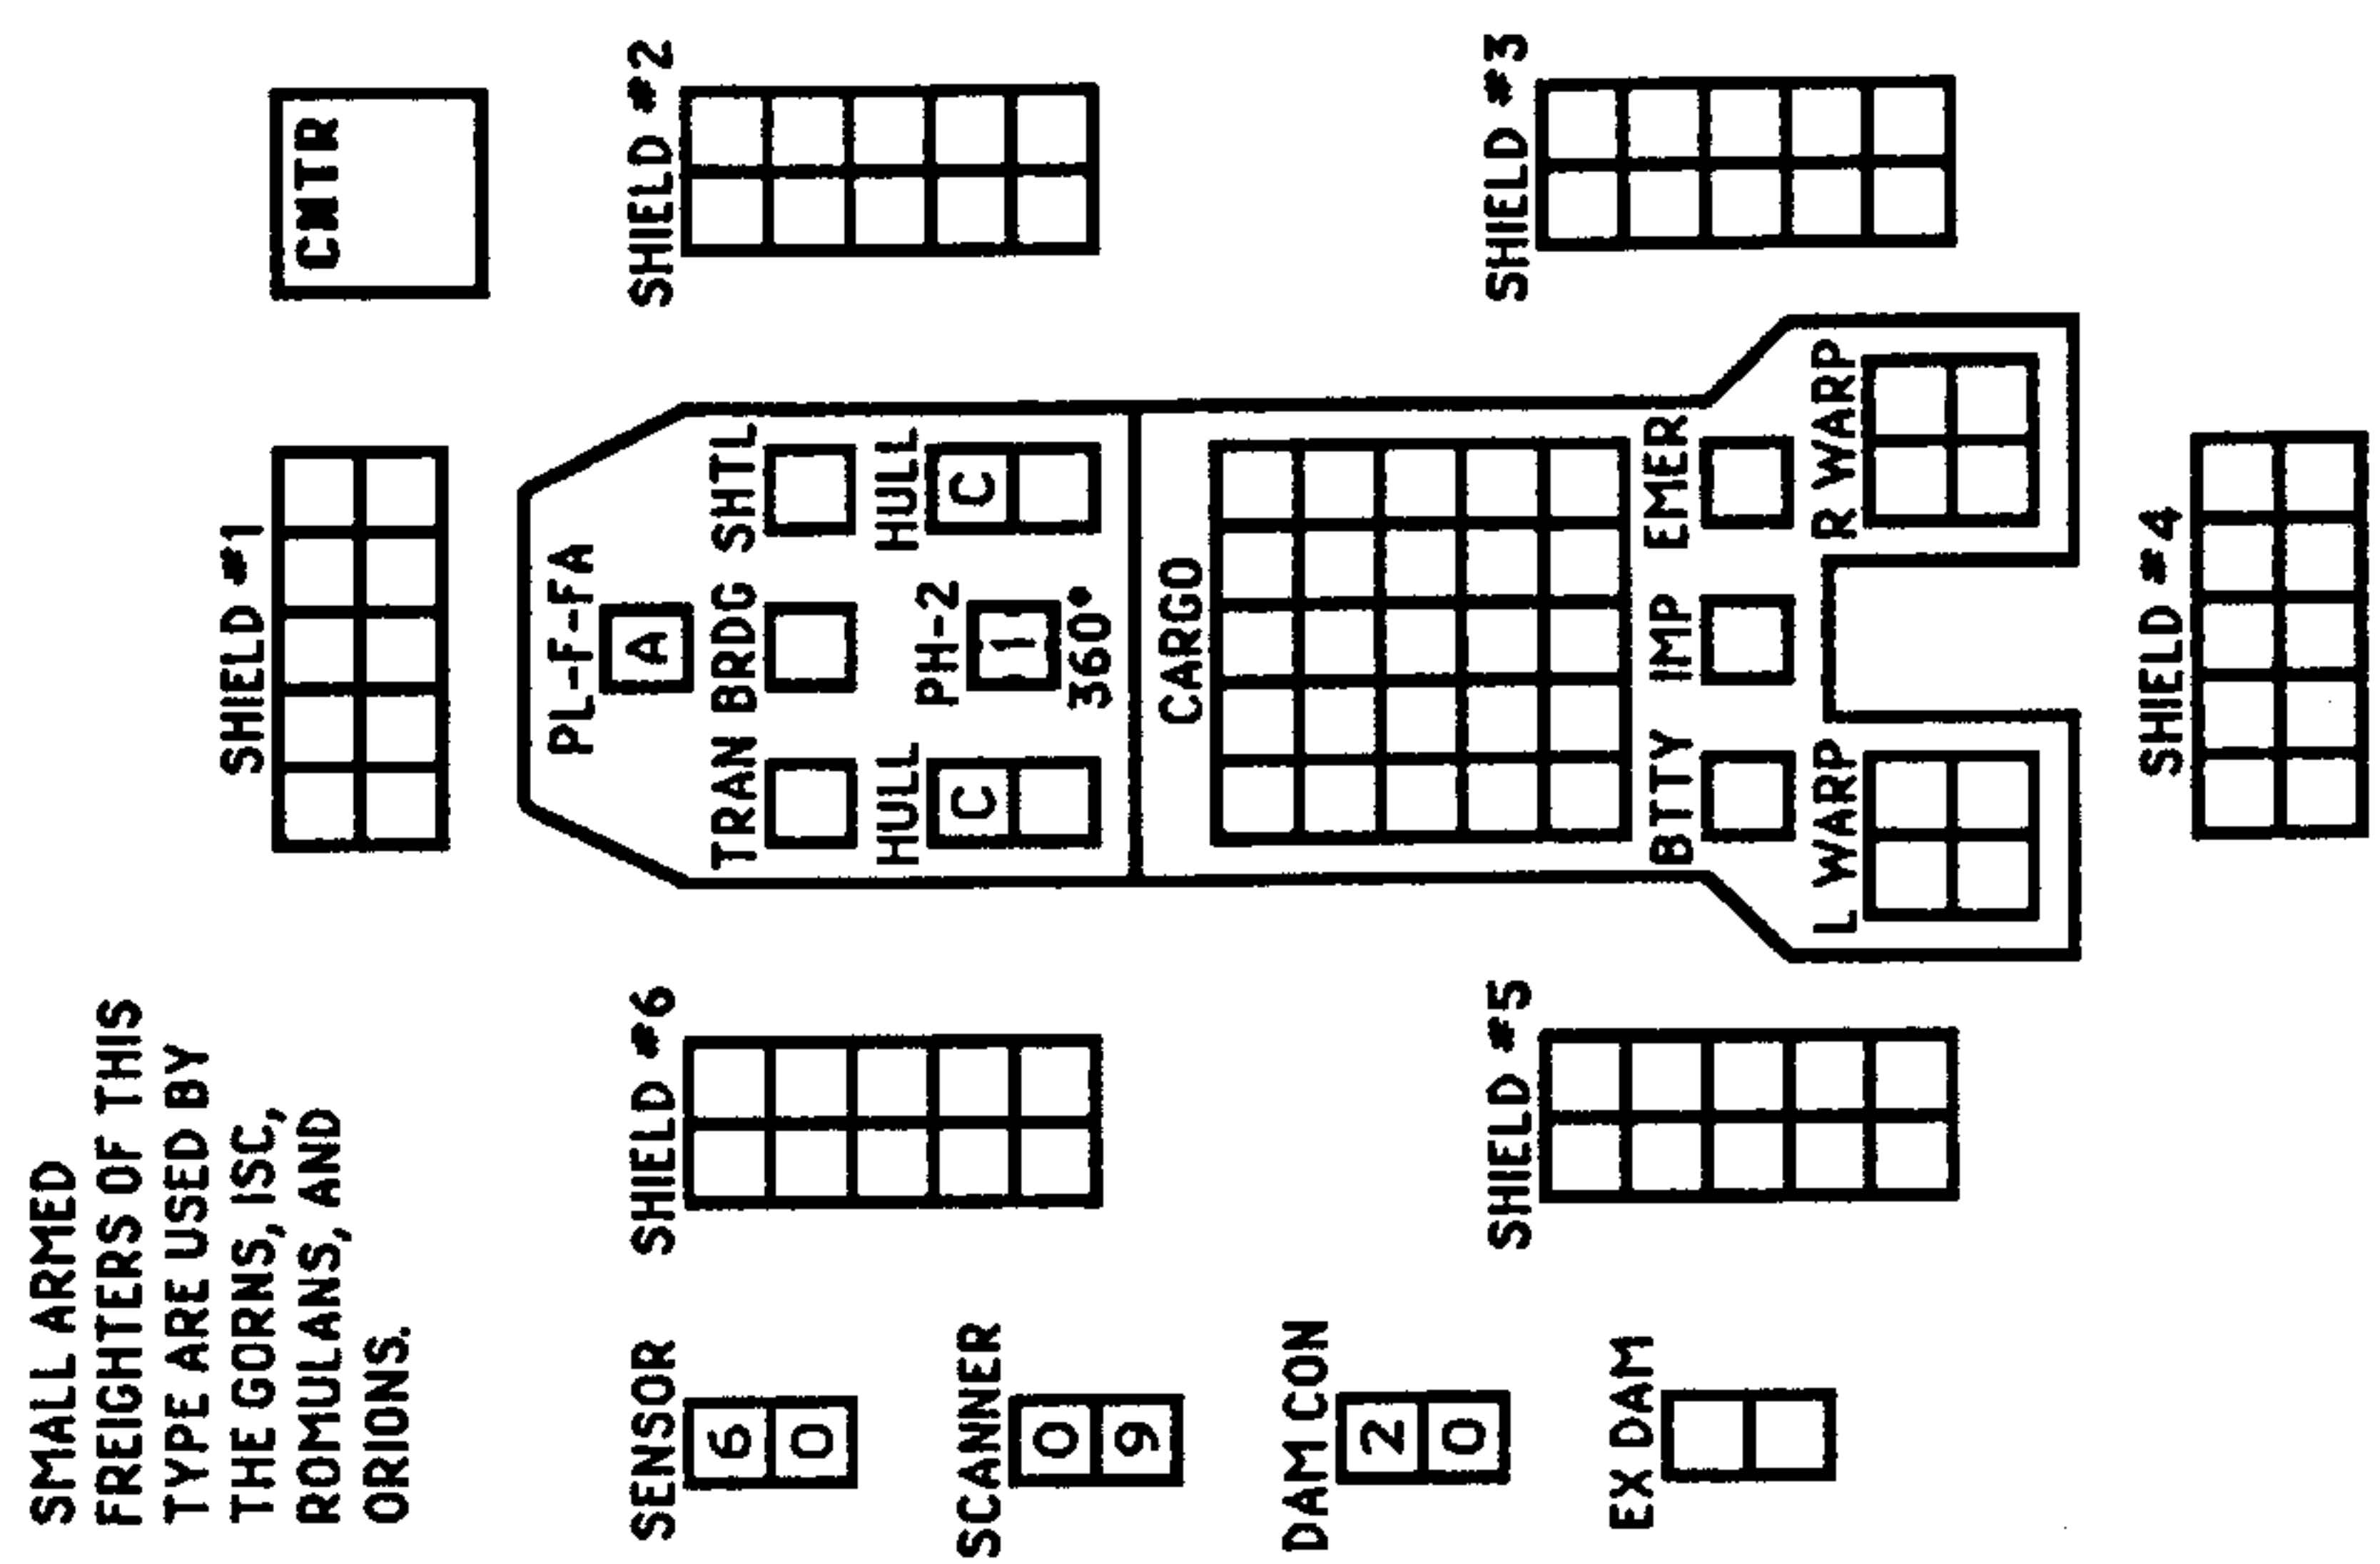 SMALL ARMED
FREIGHTERS OF THIS
TYPE ARE USED BY
THE GORNS, ISC,
ROMULANS, AND
ORIONS.
SHIELD #1
CNTR
SENSOR
6
0
SHIELD #6
SHIELD #2
PL-F-FA
A
TRAN BRDG SHTL
HULL
C
PH-2
1
360°
HULL
C
SCANNER
0
9
CARGO
DAM CON
2
0
SHIELD #5
SHIELD #3
EX DAM
BTTY IMP EMER
L WARP
R WARP
SHIELD #4